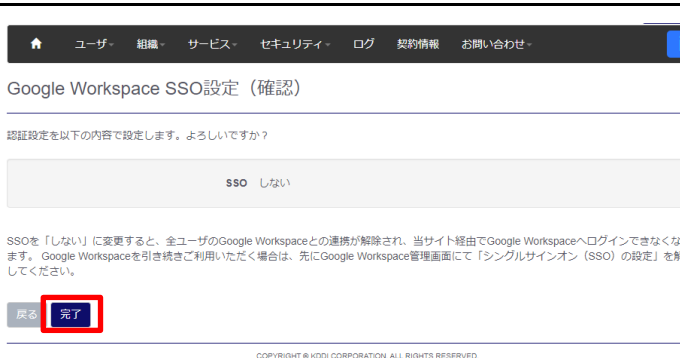 ユーザ 組織 サービス セキュリティ ログ 契約情報 お問い合わせ
Google Workspace SSO設定（確認）
認証設定を以下の内容で設定します。よろしいですか？
SSO しない
SSOを「しない」に変更すると、全ユーザのGoogle Workspaceとの連携が解除され、当サイト経由でGoogle Workspaceへログインできなくな
ます。 Google Workspaceを引き続きご利用いただく場合は、先にGoogle Workspace管理画面にて「シングルサインオン（SSO）の設定」を解
してください。
戻る 完了
COPYRIGHT © KDDI CORPORATION, ALL RIGHTS RESERVED.